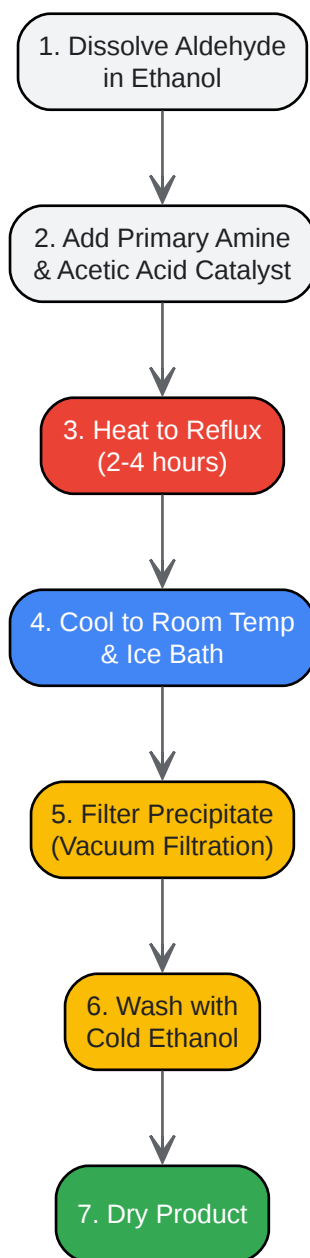 1. Dissolve Aldehyde
in Ethanol
2. Add Primary Amine
& Acetic Acid Catalyst
3. Heat to Reflux
(2-4 hours)
4. Cool to Room Temp
& Ice Bath
5. Filter Precipitate
(Vacuum Filtration)
6. Wash with
Cold Ethanol
7. Dry Product